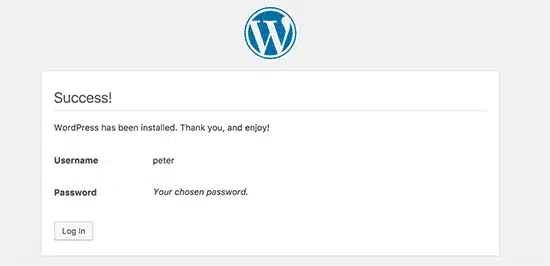 Success!
WordPress has been installed. Thank you, and enjoy!
Username peter
Password Your chosen password.
Log In